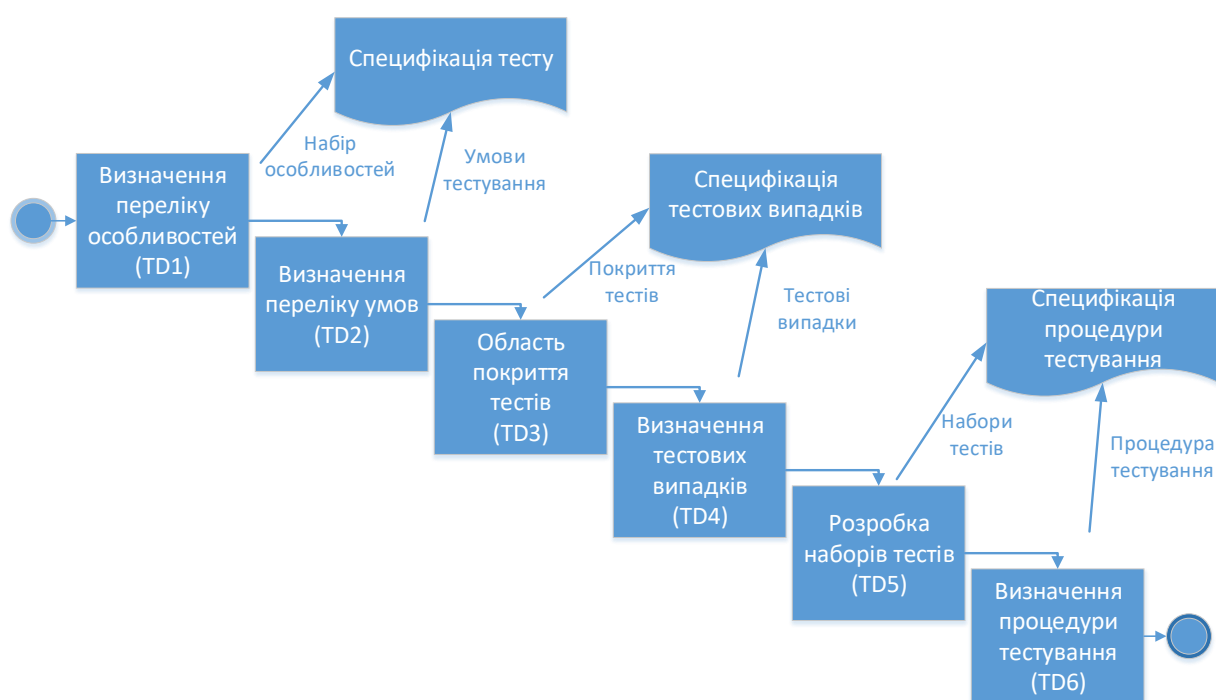 Специфікація тесту
Набір
особливостей
Умови
тестування
Визначення
переліку
особливостей
(TD1)
Специфікація
тестових випадків
Визначення
переліку умов
(TD2)
Покриття
тестів
Тестові
випадки
Специфікація
процедури
тестування
Область
покриття
тестів
(TD3)
Визначення
тестових
випадків
(TD4)
Набори
тестів
Процедура
тестування
Розробка
наборів тестів
(TD5)
Визначення
процедури
тестування
(TD6)